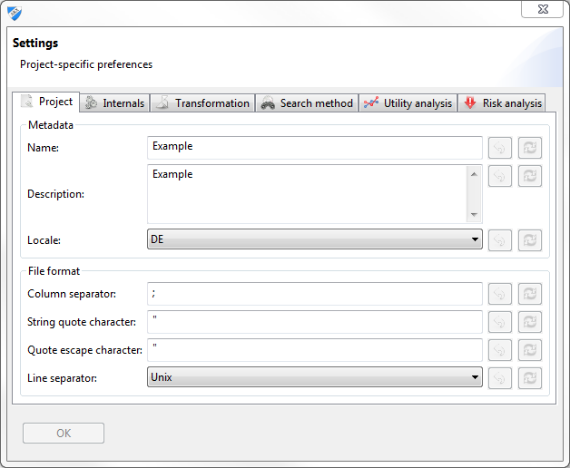 Settings
Project-specific preferences
Project Internals Transformation Search method Utility analysis Risk analysis
Metadata
Name: Example
Description: Example
Locale: DE
File format
Column separator: ;
String quote character: "
Quote escape character: "
Line separator: Unix
OK